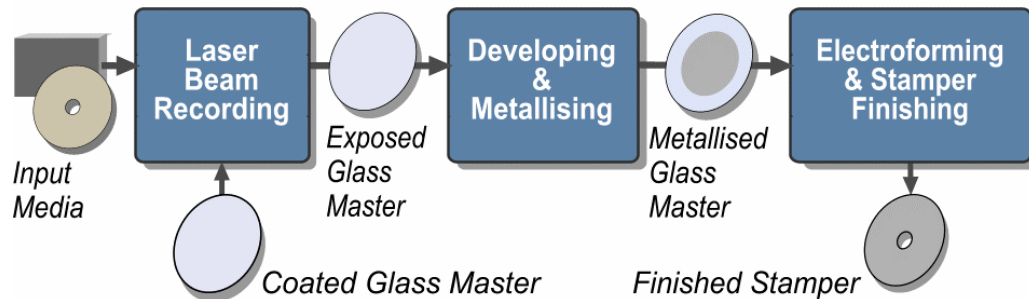 Laser
Beam
Recording
Developing
&
Metallising
Electroforming
& Stamper
Finishing
Input
Media
Exposed
Glass
Master
Metallised
Glass
Master
Coated Glass Master
Finished Stamper